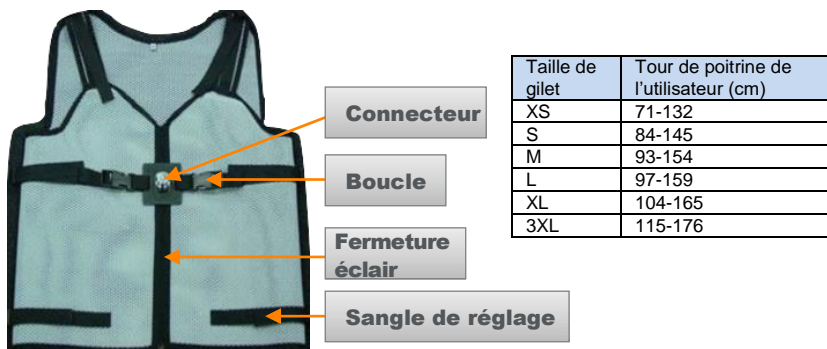 Connecteur
Boucle
Fermeture
éclair
Sangle de réglage
Taille de gilet Tour de poitrine de l’utilisateur (cm)
XS 71-132
S 84-145
M 93-154
L 97-159
XL 104-165
3XL 115-176